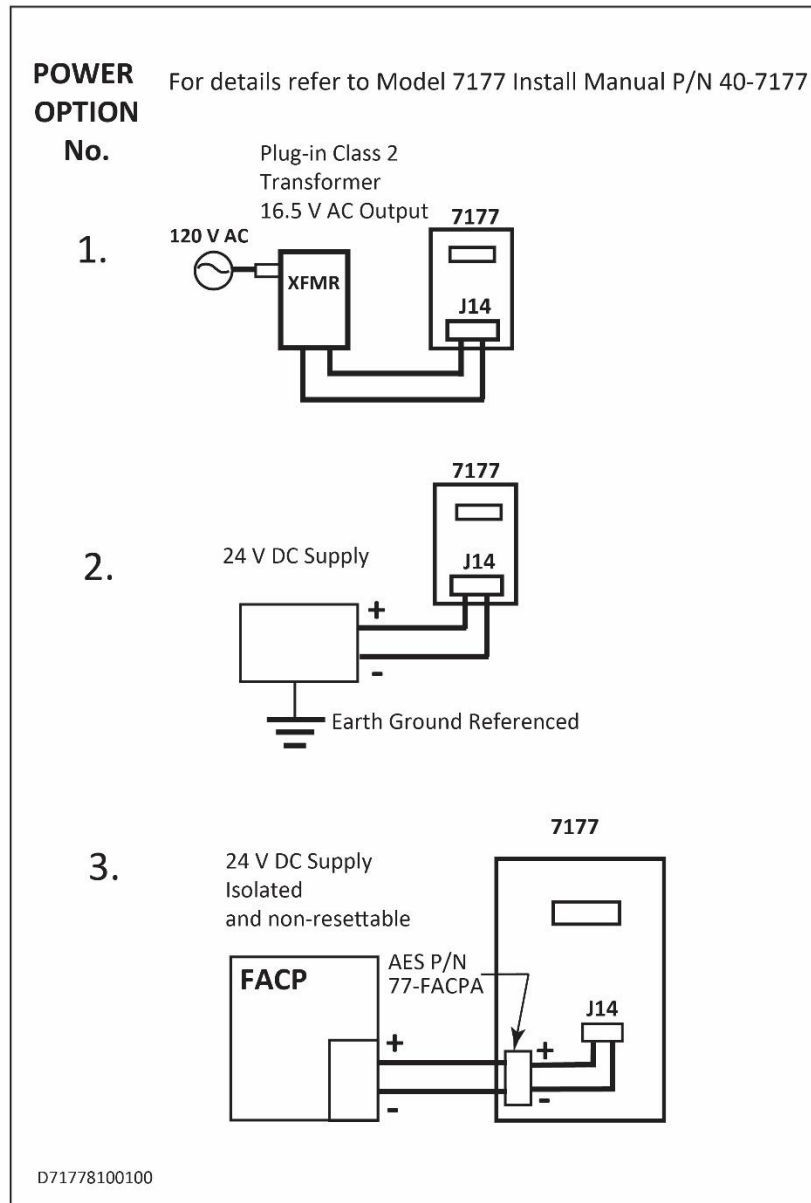 POWER
OPTION
No.
For details refer to Model 7177 Install Manual P/N 40-7177
1.
Plug-in Class 2
Transformer
16.5 V AC Output
120 V AC
XFMR
7177
J14
2.
24 V DC Supply
+
-
7177
J14
Earth Ground Referenced
3.
24 V DC Supply
Isolated
and non-resettable
FACP
+
-
AES P/N
77-FACPA
7177
J14
+
-
D71778100100